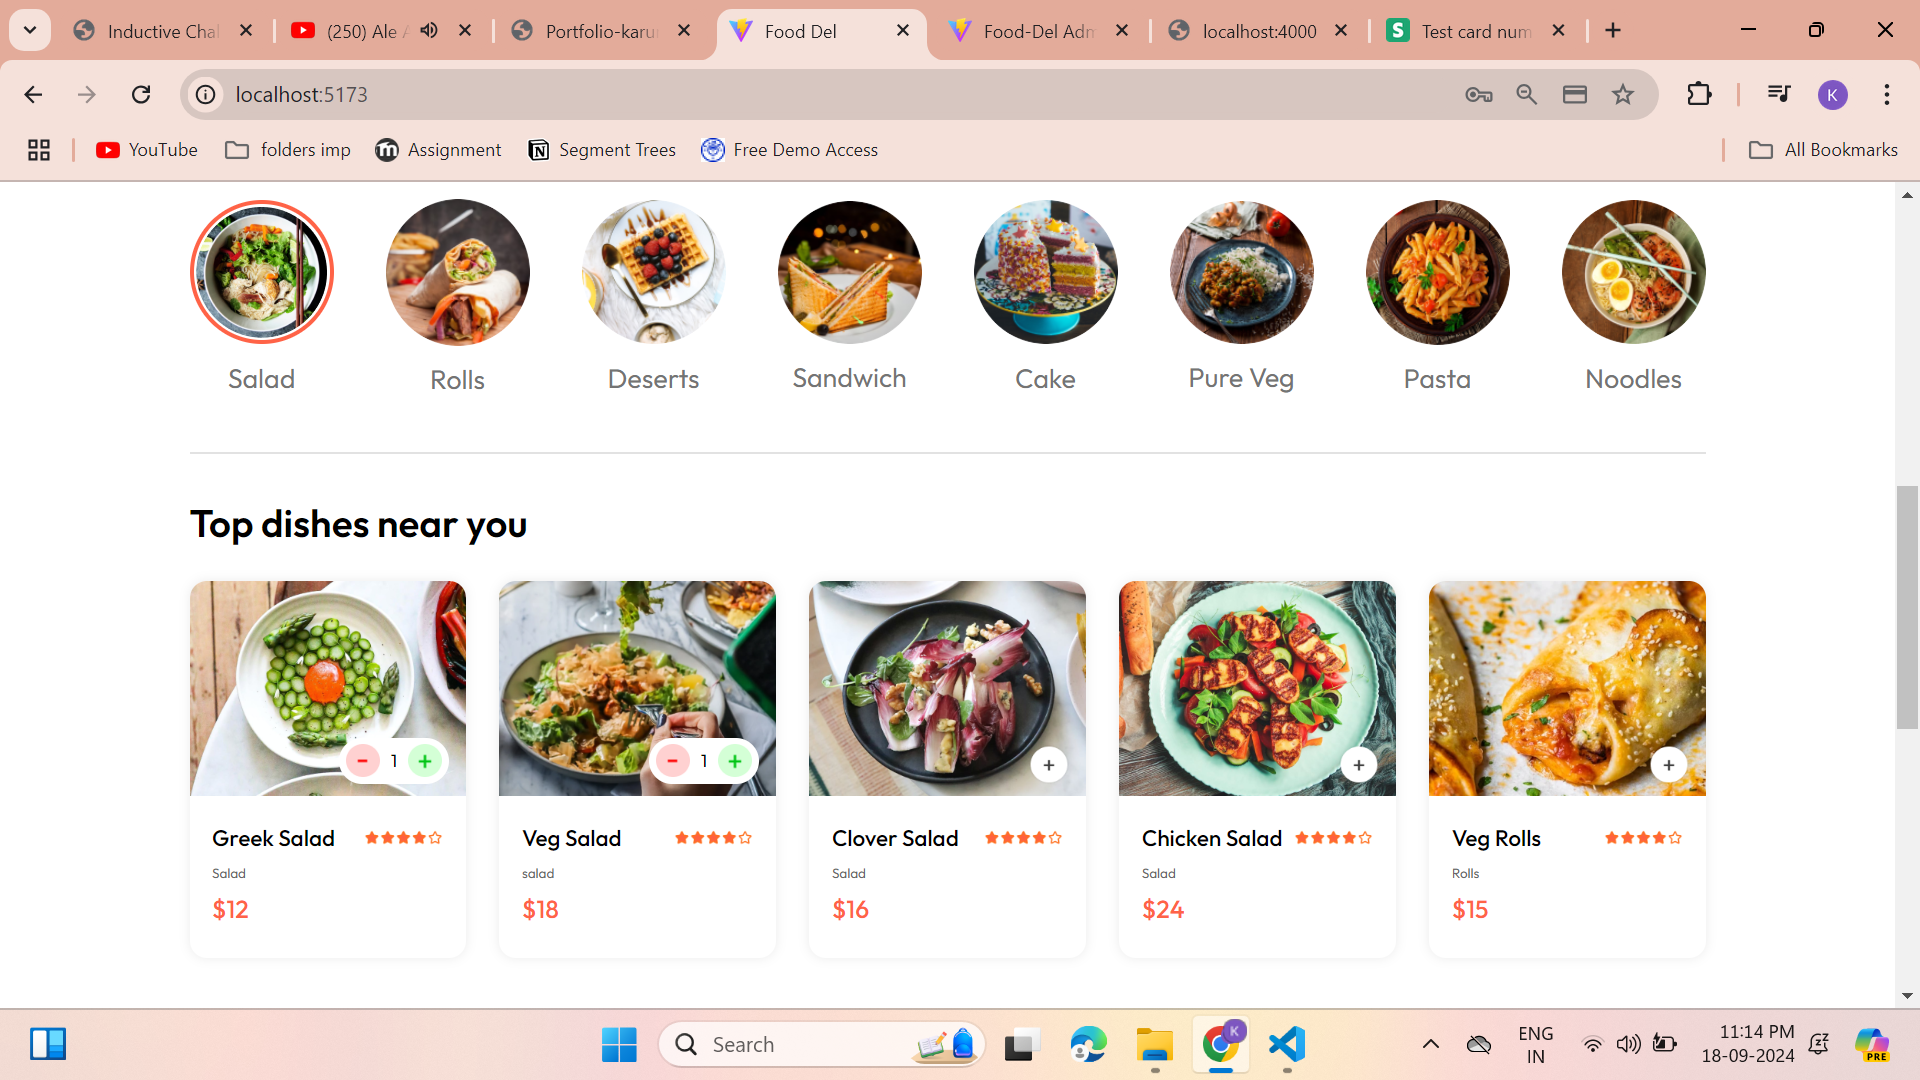 Inductive Chal
(250) Ale A
Portfolio-karun
Food Del
Food-Del Adm
localhost:4000
Test card num
localhost:5173
K
YouTube
folders imp
Assignment
Segment Trees
Free Demo Access
All Bookmarks
Salad
Rolls
Deserts
Sandwich
Cake
Pure Veg
Pasta
Noodles
Top dishes near you
- 1 +
- 1 +
+
+
+
Greek Salad
Salad
$12
Veg Salad
salad
$18
Clover Salad
Salad
$16
Chicken Salad
Salad
$24
Veg Rolls
Rolls
$15
Search
K
ENG
IN
11:14 PM
18-09-2024
PRE